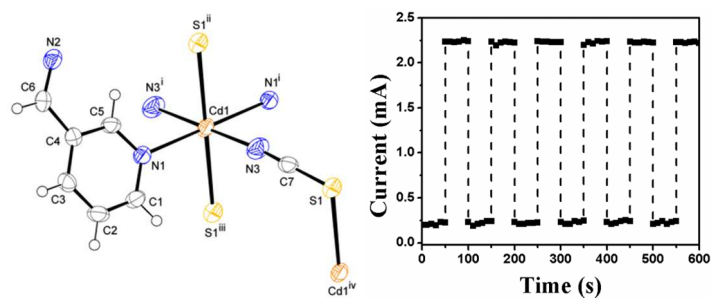 S1ii
N2
N3i
N1i
C6
C5
Cd1
C4
N1
N3
C7
C3
C1
S1
C2
S1iii
Cd1iv
2.5
2.0
1.5
1.0
0.5
0.0
Current (mA)
0 100 200 300 400 500 600
Time (s)